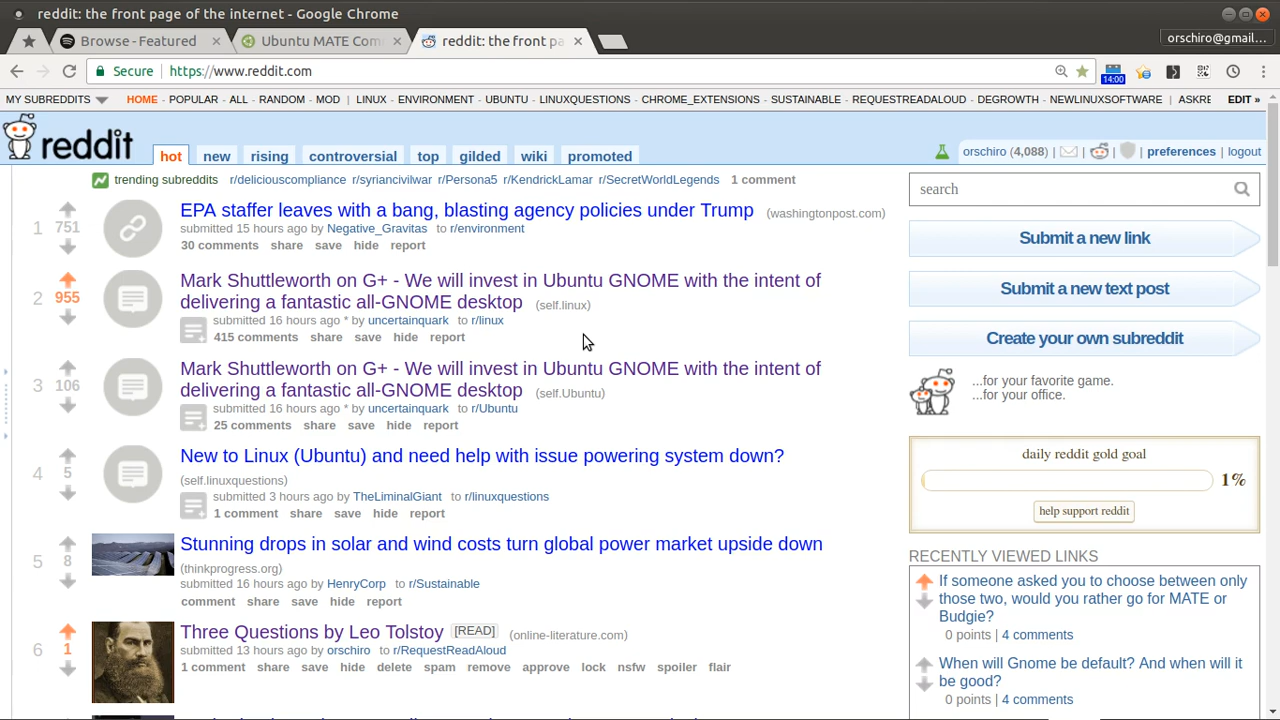 reddit: the front page of the internet - Google Chrome
Browse - Featured
Ubuntu MATE Com
reddit: the front pa
orschiro@gmail...
Secure https://www.reddit.com
14:00
MY SUBREDDITS HOME - POPULAR - ALL - RANDOM - MOD | LINUX - ENVIRONMENT - UBUNTU - LINUXQUESTIONS - CHROME_EXTENSIONS - SUSTAINABLE - REQUESTREADALOUD - DEGROWTH - NEWLINUXSOFTWARE - ASKRE EDIT »
reddit hot new rising controversial top gilded wiki promoted
orschiro (4,088) | | | | preferences | logout
trending subreddits r/deliciouscompliance r/syriancivilwar r/Persona5 r/KendrickLamar r/SecretWorldLegends 1 comment
1
751
EPA staffer leaves with a bang, blasting agency policies under Trump (washingtonpost.com)
submitted 15 hours ago by Negative_Gravitas to r/environment
30 comments share save hide report
2
955
Mark Shuttleworth on G+ - We will invest in Ubuntu GNOME with the intent of
delivering a fantastic all-GNOME desktop (self.linux)
submitted 16 hours ago * by uncertainquark to r/linux
415 comments share save hide report
3
106
Mark Shuttleworth on G+ - We will invest in Ubuntu GNOME with the intent of
delivering a fantastic all-GNOME desktop (self.Ubuntu)
submitted 16 hours ago * by uncertainquark to r/Ubuntu
25 comments share save hide report
4
5
New to Linux (Ubuntu) and need help with issue powering system down?
(self.linuxquestions)
submitted 3 hours ago by TheLiminalGiant to r/linuxquestions
1 comment share save hide report
5
8
Stunning drops in solar and wind costs turn global power market upside down
(thinkprogress.org)
submitted 16 hours ago by HenryCorp to r/Sustainable
comment share save hide report
6
1
Three Questions by Leo Tolstoy [READ] (online-literature.com)
submitted 13 hours ago by orschiro to r/RequestReadAloud
1 comment share save hide delete spam remove approve lock nsfw spoiler flair
search
Submit a new link
Submit a new text post
Create your own subreddit
...for your favorite game.
...for your office.
daily reddit gold goal
1%
help support reddit
RECENTLY VIEWED LINKS
If someone asked you to choose between only
those two, would you rather go for MATE or
Budgie?
0 points | 4 comments
When will Gnome be default? And when will it
be good?
0 points | 4 comments